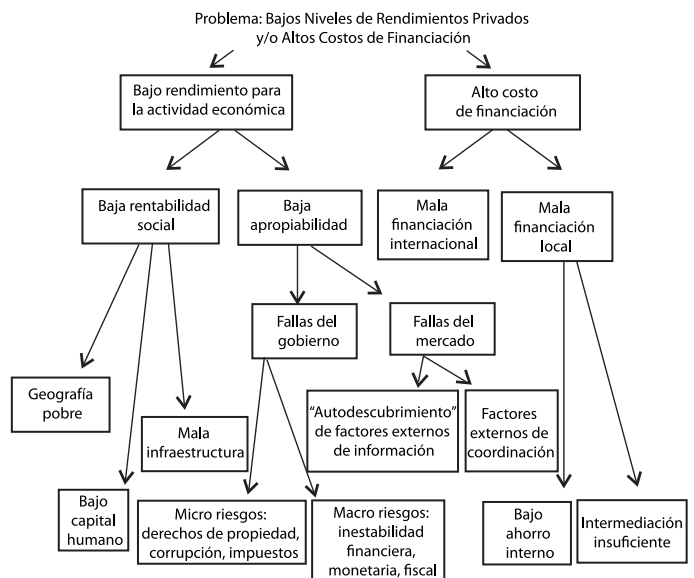 Problema: Bajos Niveles de Rendimientos Privados
y/o Altos Costos de Financiación
Bajo rendimiento para
la actividad económica
Alto costo
de financiación
Baja rentabilidad
social
Baja
apropiabilidad
Mala
financiación
internacional
Mala
financiación
local
Fallas del
gobierno
Fallas del
mercado
Geografía
pobre
Mala
infraestructura
“Autodescubrimiento”
de factores externos
de información
Factores
externos de
coordinación
Bajo
capital
humano
Micro riesgos:
derechos de propiedad,
corrupción, impuestos
Macro riesgos:
inestabilidad
financiera,
monetaria, fiscal
Bajo
ahorro
interno
Intermediación
insuficiente